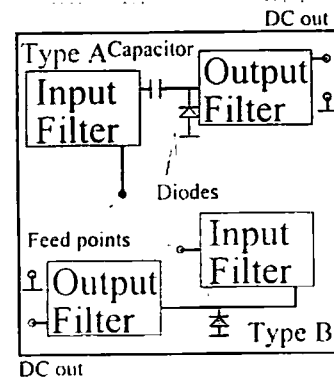 DC out
Type A Capacitor
Input
Filter
Output
Filter
Diodes
Feed points
Input
Filter
Output
Filter
Type B
DC out